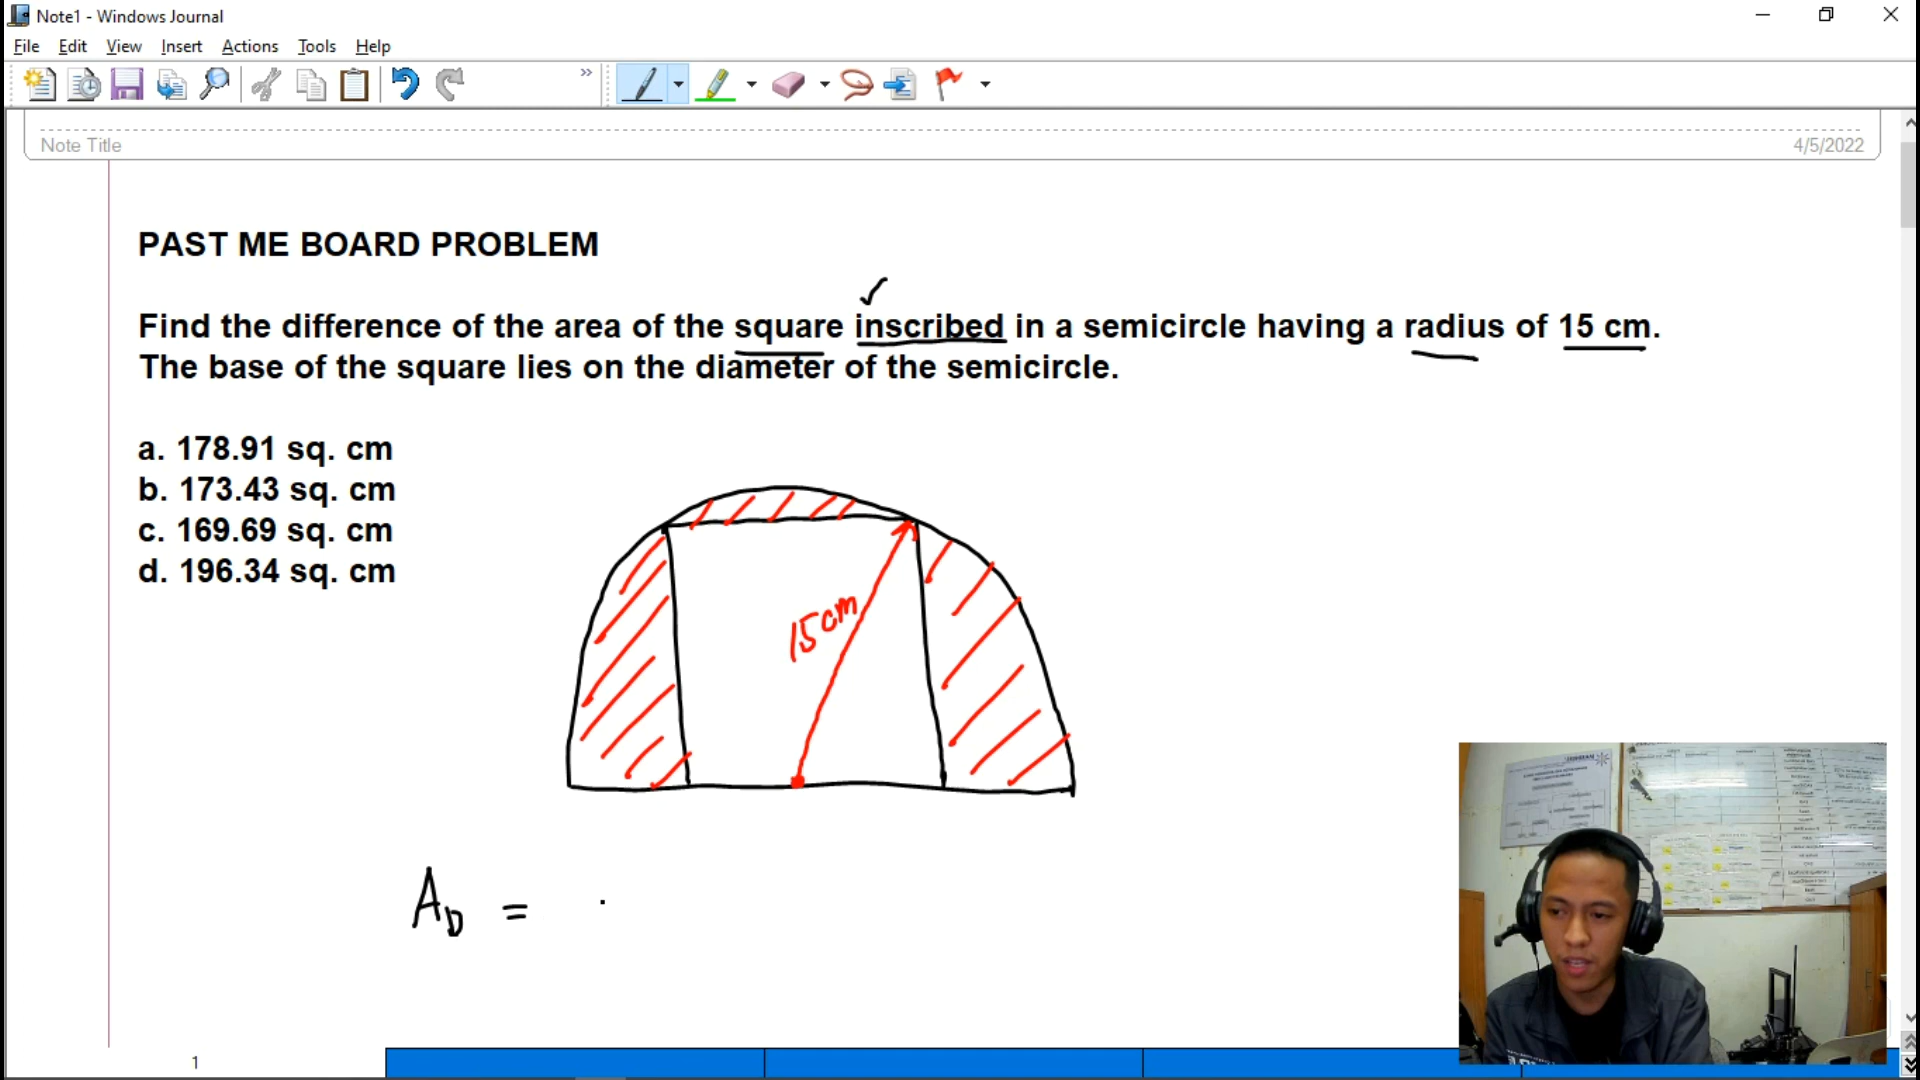 Note1 - Windows Journal
File Edit View Insert Actions Tools Help
»
Note Title
4/5/2022
PAST ME BOARD PROBLEM
Find the difference of the area of the square inscribed in a semicircle having a radius of 15 cm.
The base of the square lies on the diameter of the semicircle.
a. 178.91 sq. cm
b. 173.43 sq. cm
c. 169.69 sq. cm
d. 196.34 sq. cm
15cm
A_D =
1